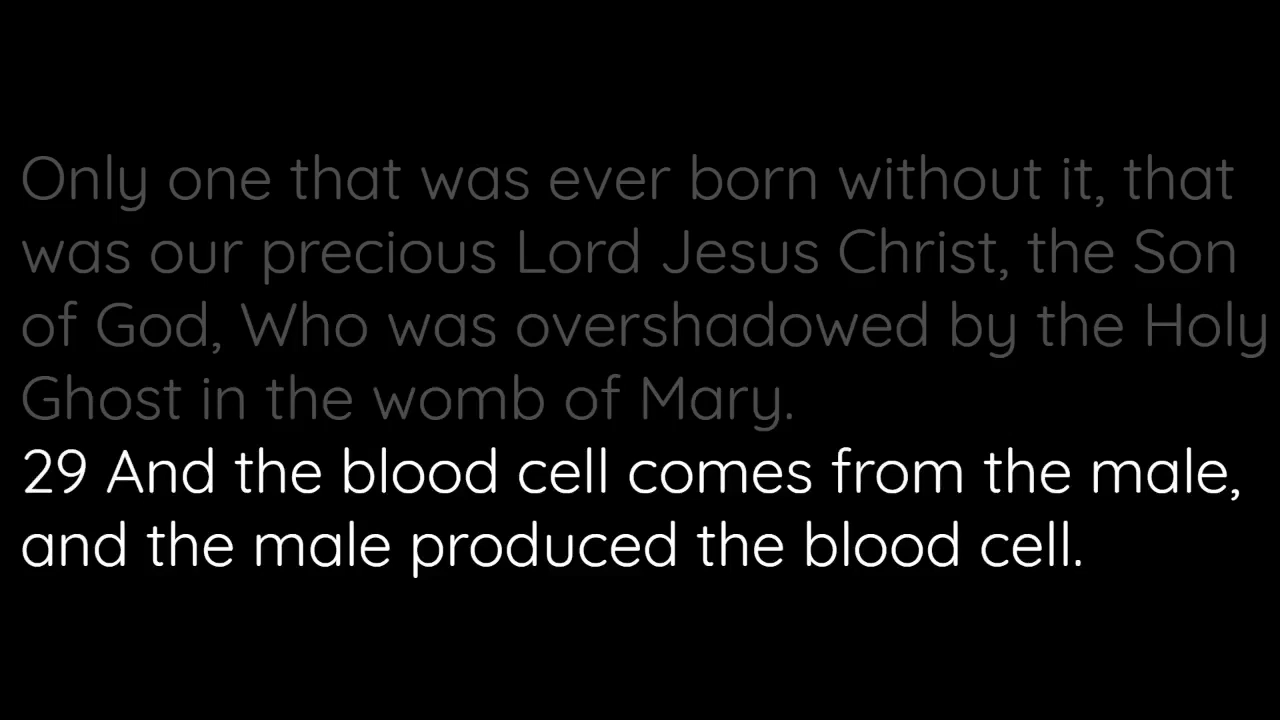 Only one that was ever born without it, that
was our precious Lord Jesus Christ, the Son
of God, Who was overshadowed by the Holy
Ghost in the womb of Mary.
29 And the blood cell comes from the male,
and the male produced the blood cell.